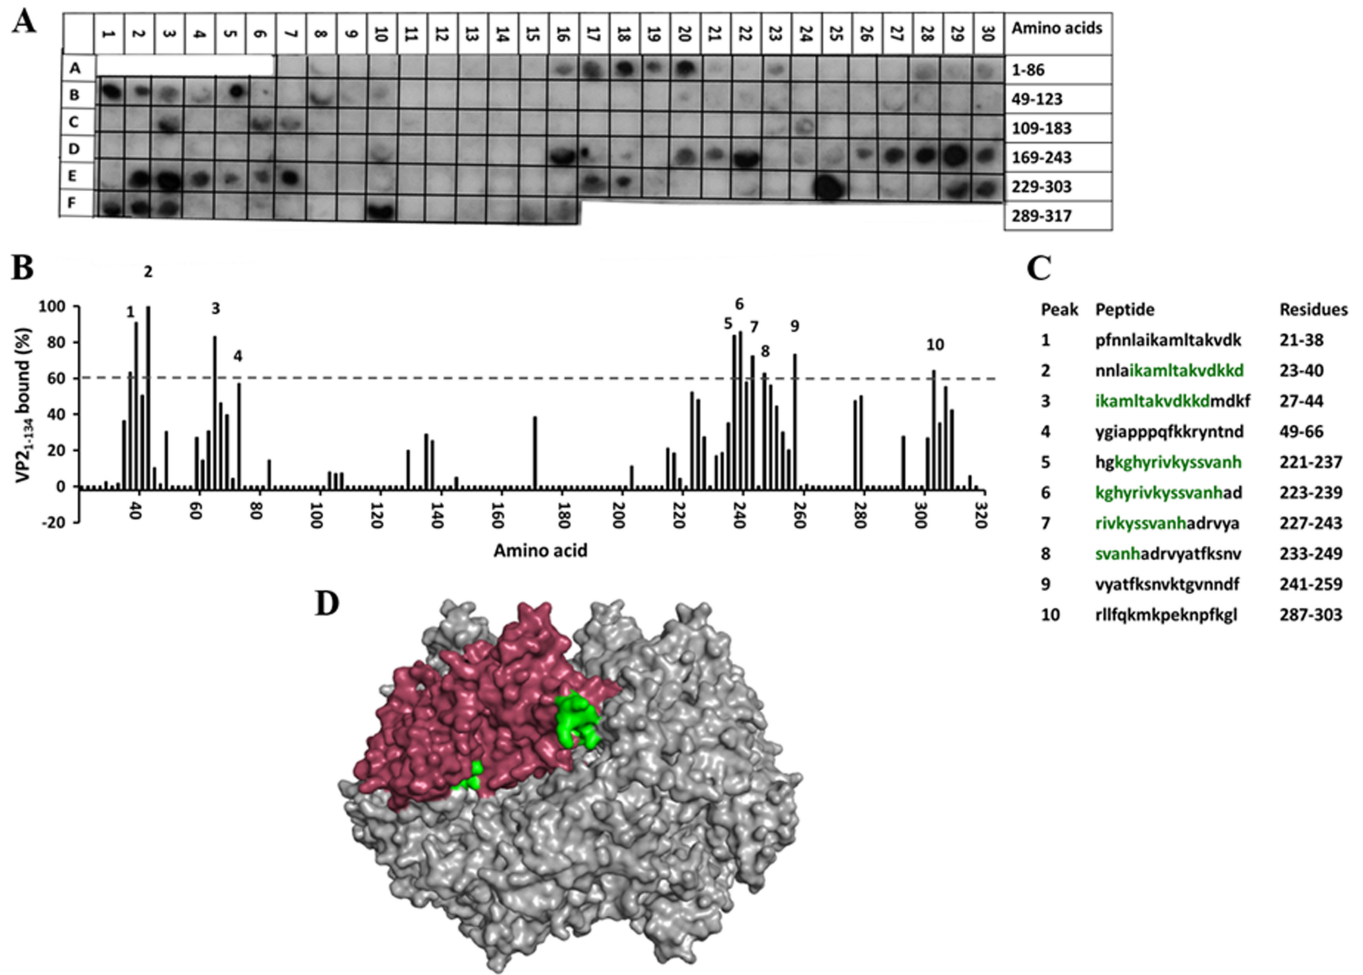 A
1 2 3 4 5 6 7 8 9 10 11 12 13 14 15 16 17 18 19 20 21 22 23 24 25 26 27 28 29 30 Amino acids
A 1-86
B 49-123
C 109-183
D 169-243
E 229-303
F 289-317
B
VP21-134 bound (%)
100
80
60
40
20
0
-20
1 2 3 4 5 6 7 8 9 10
40 60 80 100 120 140 160 180 200 220 240 260 280 300 320
Amino acid
C
Peak Peptide Residues
1 pfnnlaikamltakvdk 21-38
2 nnlaikamltakvdkkd 23-40
3 ikamltakvdkkdmdkf 27-44
4 ygiapppqfkkryntnd 49-66
5 hgkghyrivkyssvanh 221-237
6 kghyrivkyssvanhad 223-239
7 rivkyssvanhadrvya 227-243
8 svanhadrvyatfksnv 233-249
9 vyatfksnvktgvnndf 241-259
10 rllfqkmkpeknpfkgl 287-303
D